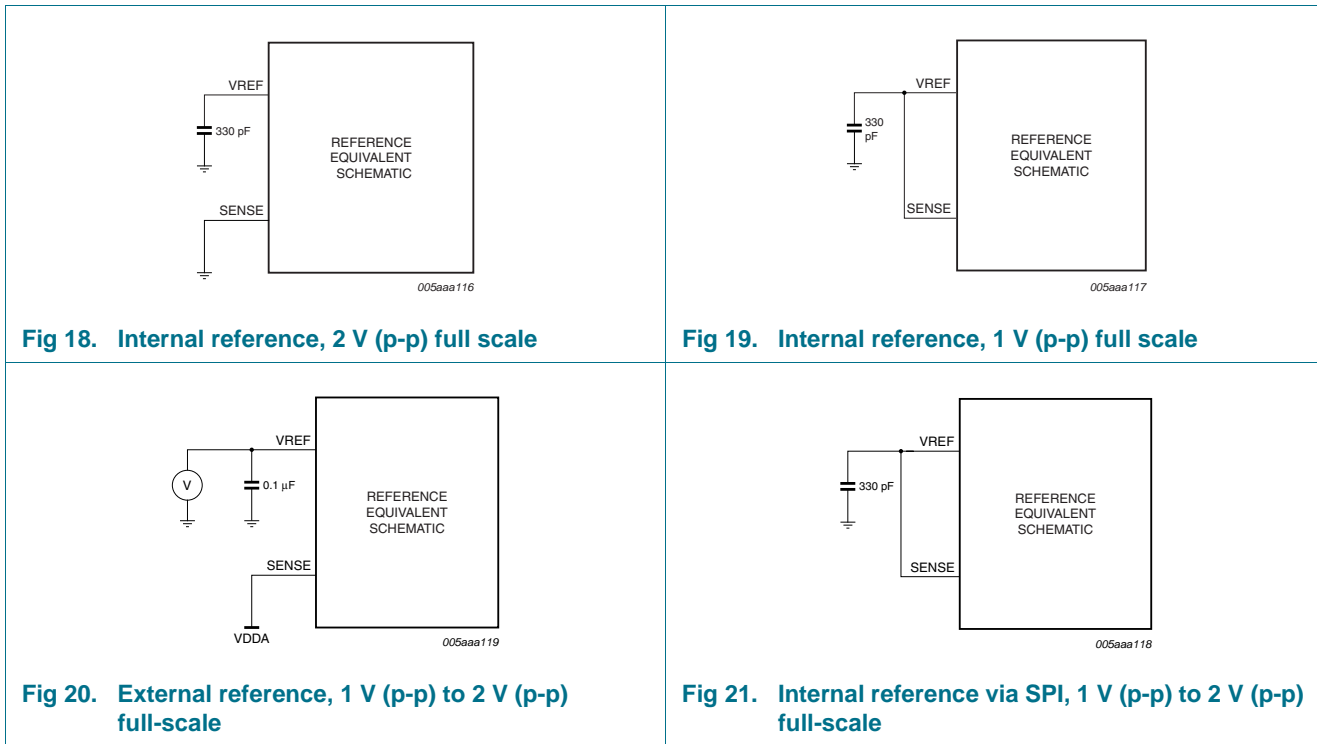 VREF
330 pF
REFERENCE
EQUIVALENT
SCHEMATIC
SENSE
005aaa116
Fig 18. Internal reference, 2 V (p-p) full scale
VREF
330
pF
REFERENCE
EQUIVALENT
SCHEMATIC
SENSE
005aaa117
Fig 19. Internal reference, 1 V (p-p) full scale
VREF
V
0.1 μF
REFERENCE
EQUIVALENT
SCHEMATIC
SENSE
VDDA
005aaa119
Fig 20. External reference, 1 V (p-p) to 2 V (p-p)
full-scale
VREF
330 pF
REFERENCE
EQUIVALENT
SCHEMATIC
SENSE
005aaa118
Fig 21. Internal reference via SPI, 1 V (p-p) to 2 V (p-p)
full-scale